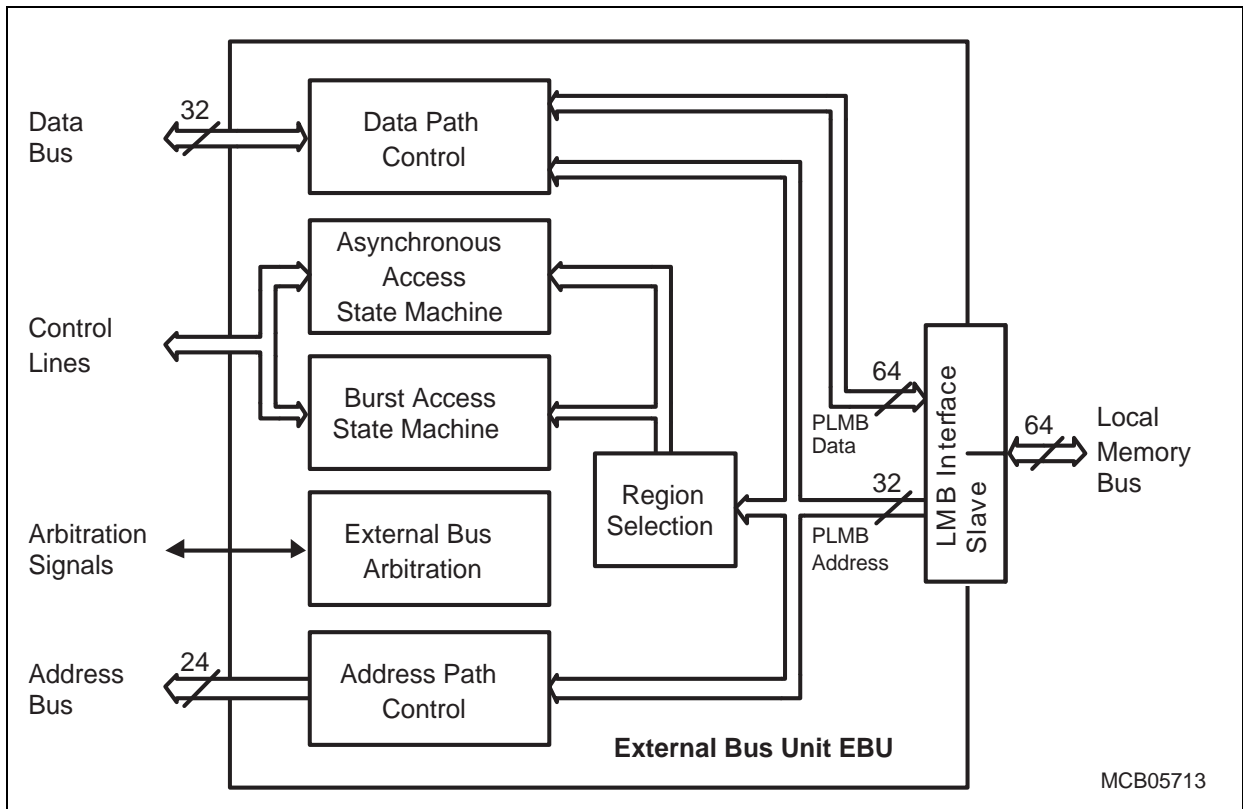 32
Data
Bus
Data Path
Control
Asynchronous
Access
State Machine
Control
Lines
Burst Access
State Machine
64
PLMB
Data
LMB Interface
Slave
64
Local
Memory
Bus
Region
Selection
32
PLMB
Address
Arbitration
Signals
External Bus
Arbitration
24
Address
Bus
Address Path
Control
External Bus Unit EBU
MCB05713